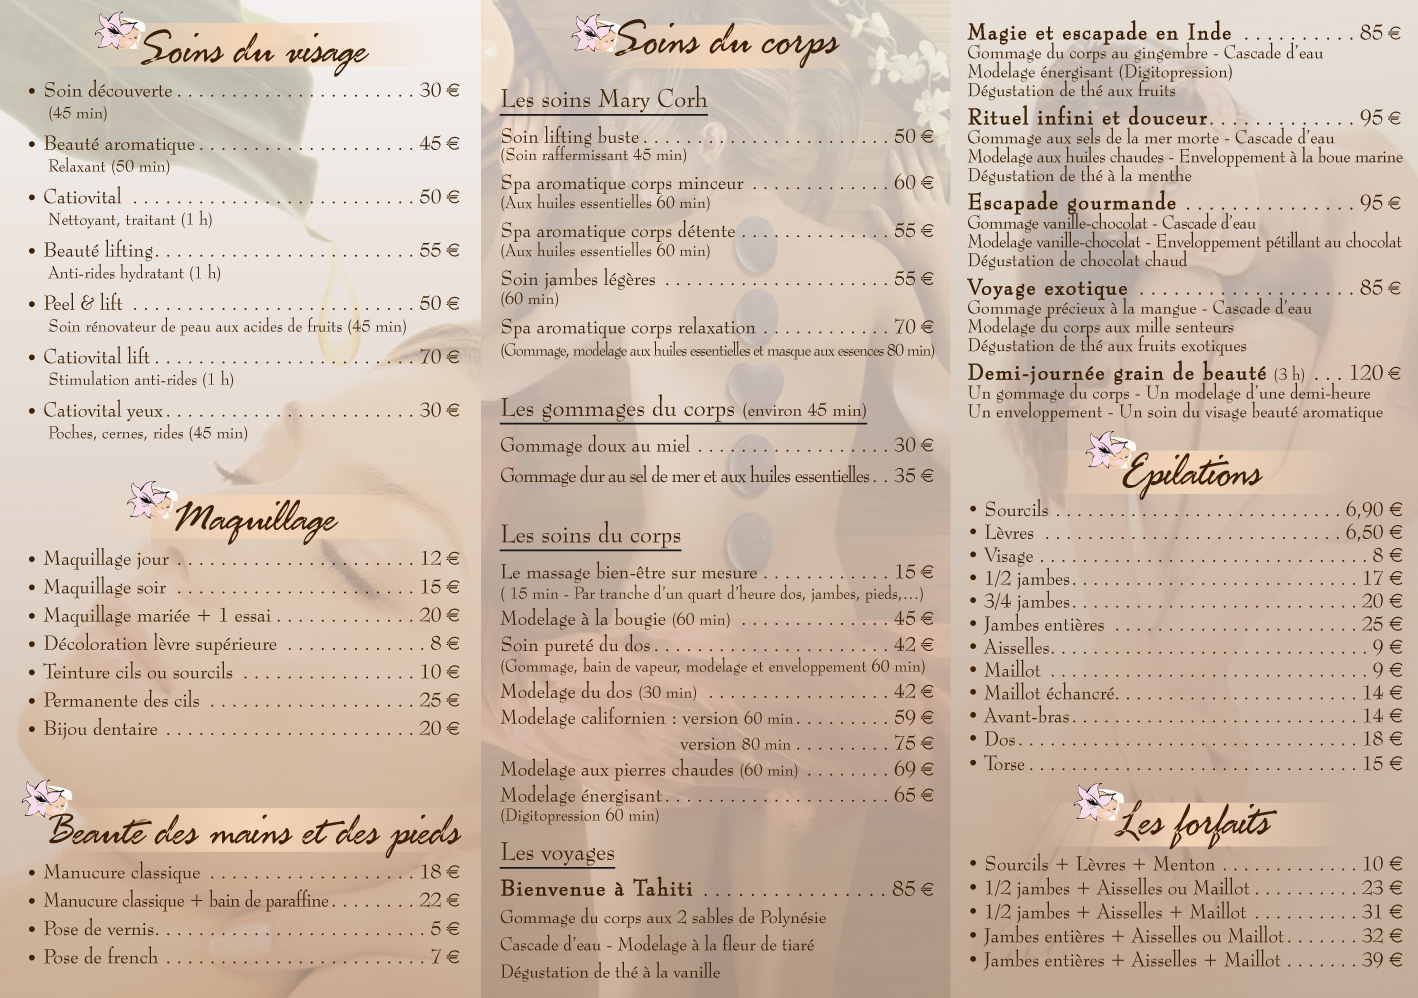 Soins du visage
• Soin découverte . . . . . . . . . . . . . . . . . . . . . . 30 €
(45 min)
• Beauté aromatique . . . . . . . . . . . . . . . . . . . . 45 €
Relaxant (50 min)
• Catiovital . . . . . . . . . . . . . . . . . . . . . . . . . . 50 €
Nettoyant, traitant (1 h)
• Beauté lifting. . . . . . . . . . . . . . . . . . . . . . . . 55 €
Anti-rides hydratant (1 h)
• Peel & lift . . . . . . . . . . . . . . . . . . . . . . . . . . 50 €
Soin rénovateur de peau aux acides de fruits (45 min)
• Catiovital lift . . . . . . . . . . . . . . . . . . . . . . . . 70 €
Stimulation anti-rides (1 h)
• Catiovital yeux . . . . . . . . . . . . . . . . . . . . . . . 30 €
Poches, cernes, rides (45 min)
Maquillage
• Maquillage jour . . . . . . . . . . . . . . . . . . . . . . 12 €
• Maquillage soir . . . . . . . . . . . . . . . . . . . . . . 15 €
• Maquillage mariée + 1 essai . . . . . . . . . . . . . 20 €
• Décoloration lèvre supérieure . . . . . . . . . . . . 8 €
• Teinture cils ou sourcils . . . . . . . . . . . . . . . . 10 €
• Permanente des cils . . . . . . . . . . . . . . . . . . . 25 €
• Bijou dentaire . . . . . . . . . . . . . . . . . . . . . . . 20 €
Beaute des mains et des pieds
• Manucure classique . . . . . . . . . . . . . . . . . . . 18 €
• Manucure classique + bain de paraffine . . . . . . . . 22 €
• Pose de vernis. . . . . . . . . . . . . . . . . . . . . . . . . 5 €
• Pose de french . . . . . . . . . . . . . . . . . . . . . . . . 7 €
Soins du corps
Les soins Mary Corh
Soin lifting buste . . . . . . . . . . . . . . . . . . . . . . . 50 €
(Soin raffermissant 45 min)
Spa aromatique corps minceur . . . . . . . . . . . . . 60 €
(Aux huiles essentielles 60 min)
Spa aromatique corps détente . . . . . . . . . . . . . . 55 €
(Aux huiles essentielles 60 min)
Soin jambes légères . . . . . . . . . . . . . . . . . . . . . 55 €
(60 min)
Spa aromatique corps relaxation . . . . . . . . . . . . 70 €
(Gommage, modelage aux huiles essentielles et masque aux essences 80 min)
Les gommages du corps (environ 45 min)
Gommage doux au miel . . . . . . . . . . . . . . . . . . 30 €
Gommage dur au sel de mer et aux huiles essentielles . . 35 €
Les soins du corps
Le massage bien-être sur mesure . . . . . . . . . . . . 15 €
( 15 min - Par tranche d'un quart d'heure dos, jambes, pieds,...)
Modelage à la bougie (60 min) . . . . . . . . . . . . . . 45 €
Soin pureté du dos . . . . . . . . . . . . . . . . . . . . . . 42 €
(Gommage, bain de vapeur, modelage et enveloppement 60 min)
Modelage du dos (30 min) . . . . . . . . . . . . . . . . . 42 €
Modelage californien : version 60 min . . . . . . . . . 59 €
version 80 min . . . . . . . . . 75 €
Modelage aux pierres chaudes (60 min) . . . . . . . . 69 €
Modelage énergisant . . . . . . . . . . . . . . . . . . . . . 65 €
(Digitopression 60 min)
Les voyages
Bienvenue à Tahiti . . . . . . . . . . . . . . . . 85 €
Gommage du corps aux 2 sables de Polynésie
Cascade d'eau - Modelage à la fleur de tiaré
Dégustation de thé à la vanille
Magie et escapade en Inde . . . . . . . . . . 85 €
Gommage du corps au gingembre - Cascade d'eau
Modelage énergisant (Digitopression)
Dégustation de thé aux fruits
Rituel infini et douceur. . . . . . . . . . . . . 95 €
Gommage aux sels de la mer morte - Cascade d'eau
Modelage aux huiles chaudes - Enveloppement à la boue marine
Dégustation de thé à la menthe
Escapade gourmande . . . . . . . . . . . . . . . 95 €
Gommage vanille-chocolat - Cascade d'eau
Modelage vanille-chocolat - Enveloppement pétillant au chocolat
Dégustation de chocolat chaud
Voyage exotique . . . . . . . . . . . . . . . . . . . 85 €
Gommage précieux à la mangue - Cascade d'eau
Modelage du corps aux mille senteurs
Dégustation de thé aux fruits exotiques
Demi-journée grain de beauté (3 h) . . . 120 €
Un gommage du corps - Un modelage d'une demi-heure
Un enveloppement - Un soin du visage beauté aromatique
Epilations
• Sourcils . . . . . . . . . . . . . . . . . . . . . . . . . . . 6,90 €
• Lèvres . . . . . . . . . . . . . . . . . . . . . . . . . . . . 6,50 €
• Visage . . . . . . . . . . . . . . . . . . . . . . . . . . . . . . 8 €
• 1/2 jambes. . . . . . . . . . . . . . . . . . . . . . . . . . . 17 €
• 3/4 jambes. . . . . . . . . . . . . . . . . . . . . . . . . . . 20 €
• Jambes entières . . . . . . . . . . . . . . . . . . . . . . . 25 €
• Aisselles. . . . . . . . . . . . . . . . . . . . . . . . . . . . . . 9 €
• Maillot . . . . . . . . . . . . . . . . . . . . . . . . . . . . . . 9 €
• Maillot échancré. . . . . . . . . . . . . . . . . . . . . . . 14 €
• Avant-bras . . . . . . . . . . . . . . . . . . . . . . . . . . . 14 €
• Dos . . . . . . . . . . . . . . . . . . . . . . . . . . . . . . . . 18 €
• Torse . . . . . . . . . . . . . . . . . . . . . . . . . . . . . . . 15 €
Les forfaits
• Sourcils + Lèvres + Menton . . . . . . . . . . . . . 10 €
• 1/2 jambes + Aisselles ou Maillot . . . . . . . . . . 23 €
• 1/2 jambes + Aisselles + Maillot . . . . . . . . . . 31 €
• Jambes entières + Aisselles ou Maillot . . . . . . . 32 €
• Jambes entières + Aisselles + Maillot . . . . . . . 39 €